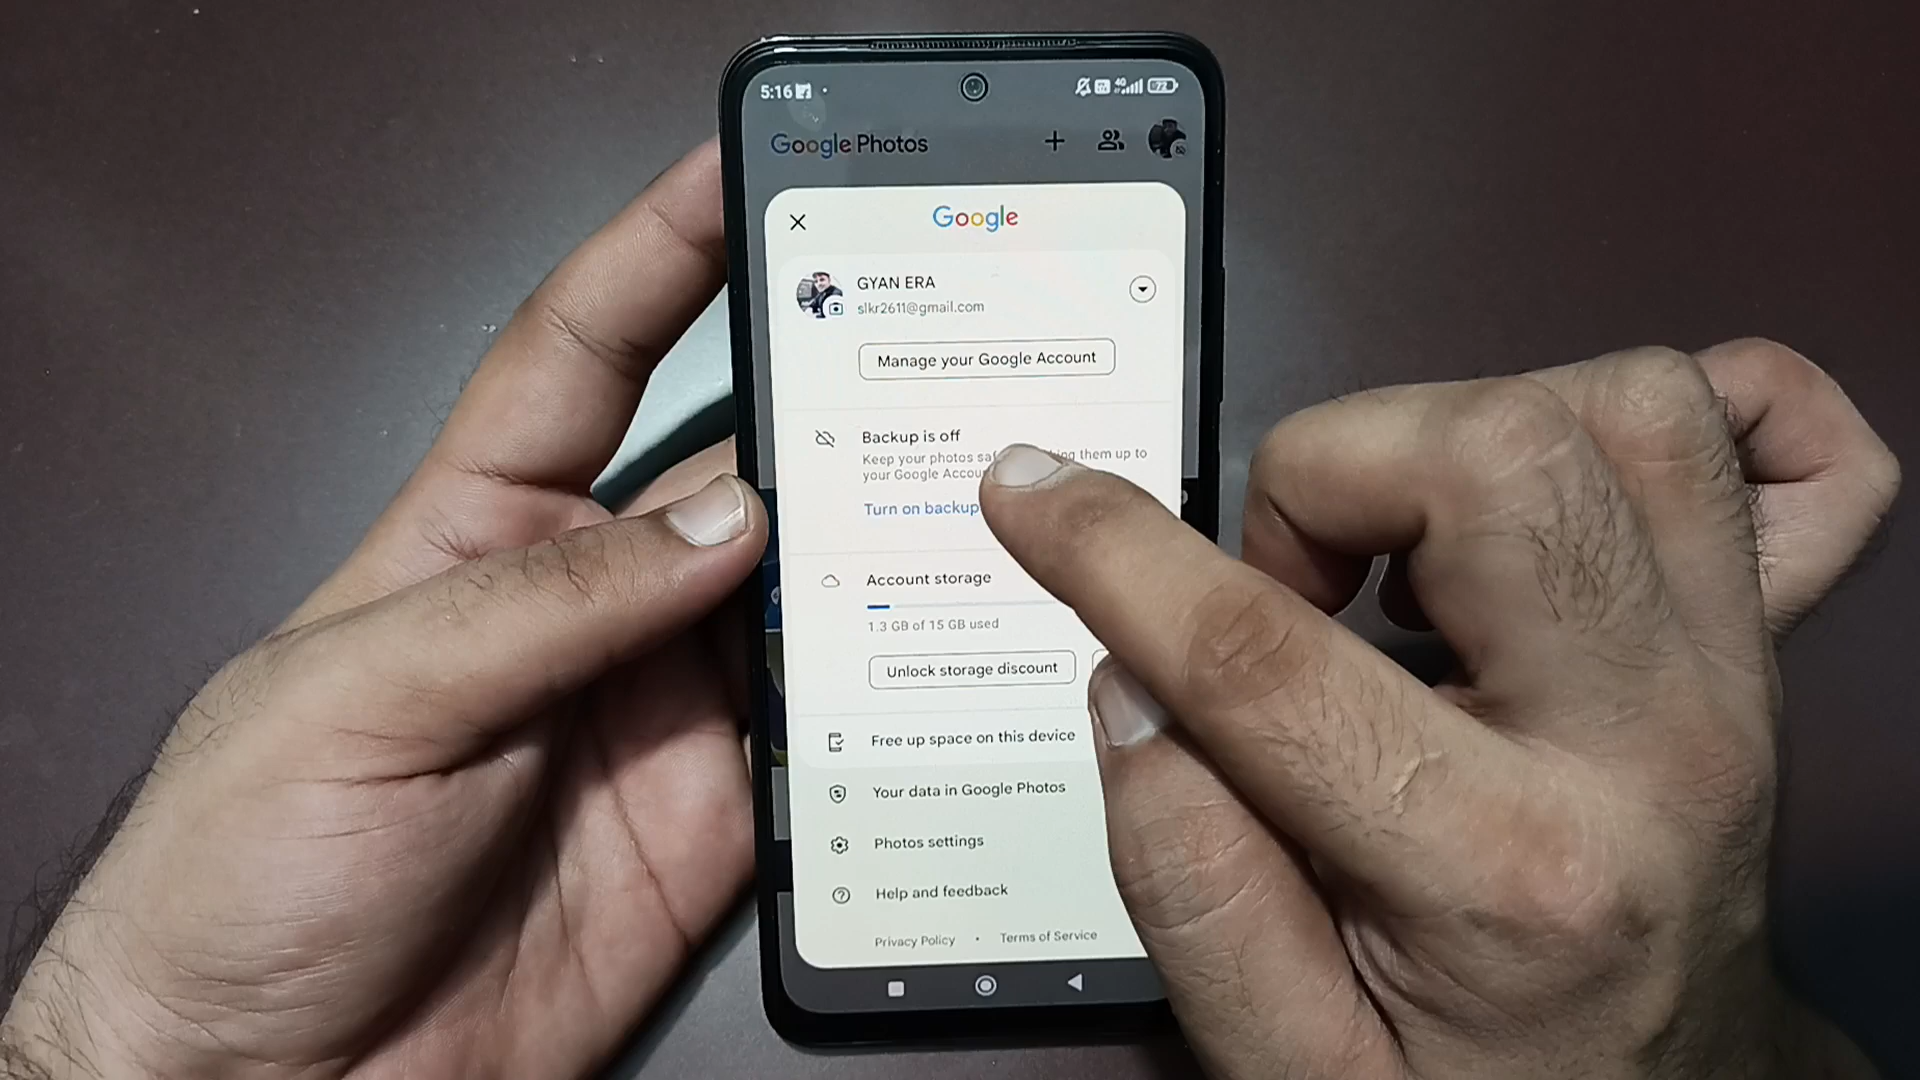 5:16
4G 72
Google Photos
Google
GYAN ERA
slkr2611@gmail.com
Manage your Google Account
Backup is off
Keep your photos them up to
your Google
Turn on backup
Account storage
1.3 GB of 15 GB used
Unlock storage discount
Free up space on this device
Your data in Google Photos
Photos settings
Help and feedback
Privacy Policy • Terms of Service